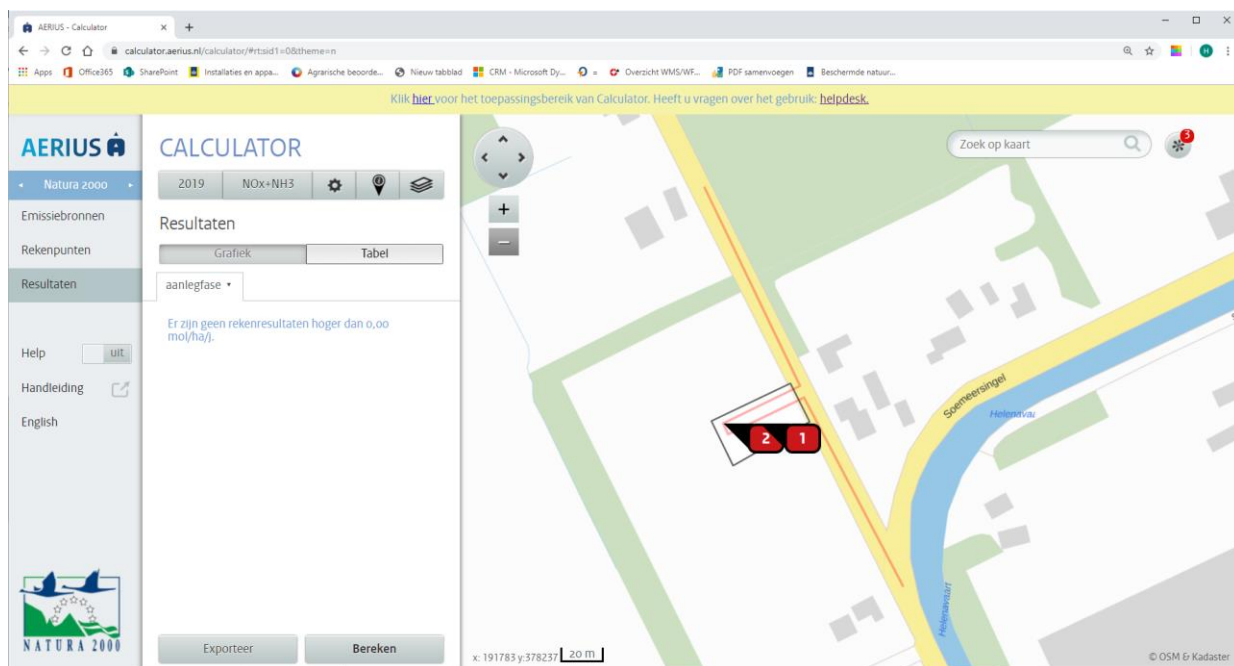 AERIUS - Calculator
calculator.aerius.nl/calculator/#rt:sid1=0&theme=n
H
Apps Office365 SharePoint Installaties en appa... Agrarische beoorde... Nieuw tabblad CRM - Microsoft Dy... = Overzicht WMS/WF... PDF samenvoegen Beschermde natuur...
Klik hier voor het toepassingsbereik van Calculator. Heeft u vragen over het gebruik: helpdesk.
AERIUS
Natura 2000
Emissiebronnen
Rekenpunten
Resultaten
Help uit
Handleiding
English
NATURA 2000
CALCULATOR
2019 NOx+NH3
Resultaten
Grafiek Tabel
aanlegfase
Er zijn geen rekenresultaten hoger dan 0,00
mol/ha/j.
Exporteer Bereken
Zoek op kaart
3
+
−
Soemeersingel
Helenavaa
2 1
Helenavaart
x: 191783 y:378237 20 m
© OSM & Kadaster